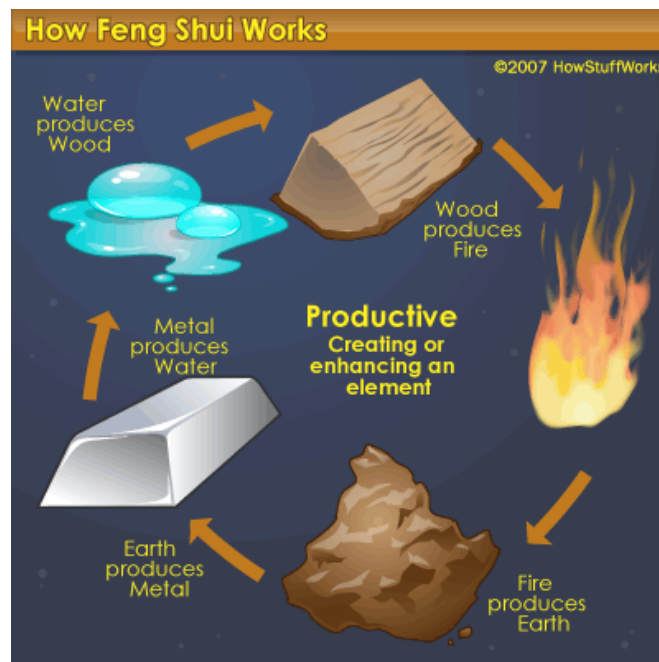 How Feng Shui Works
©2007 HowStuffWorks
Water
produces
Wood
Wood
produces
Fire
Productive
Creating or
enhancing an
element
Metal
produces
Water
Earth
produces
Metal
Fire
produces
Earth